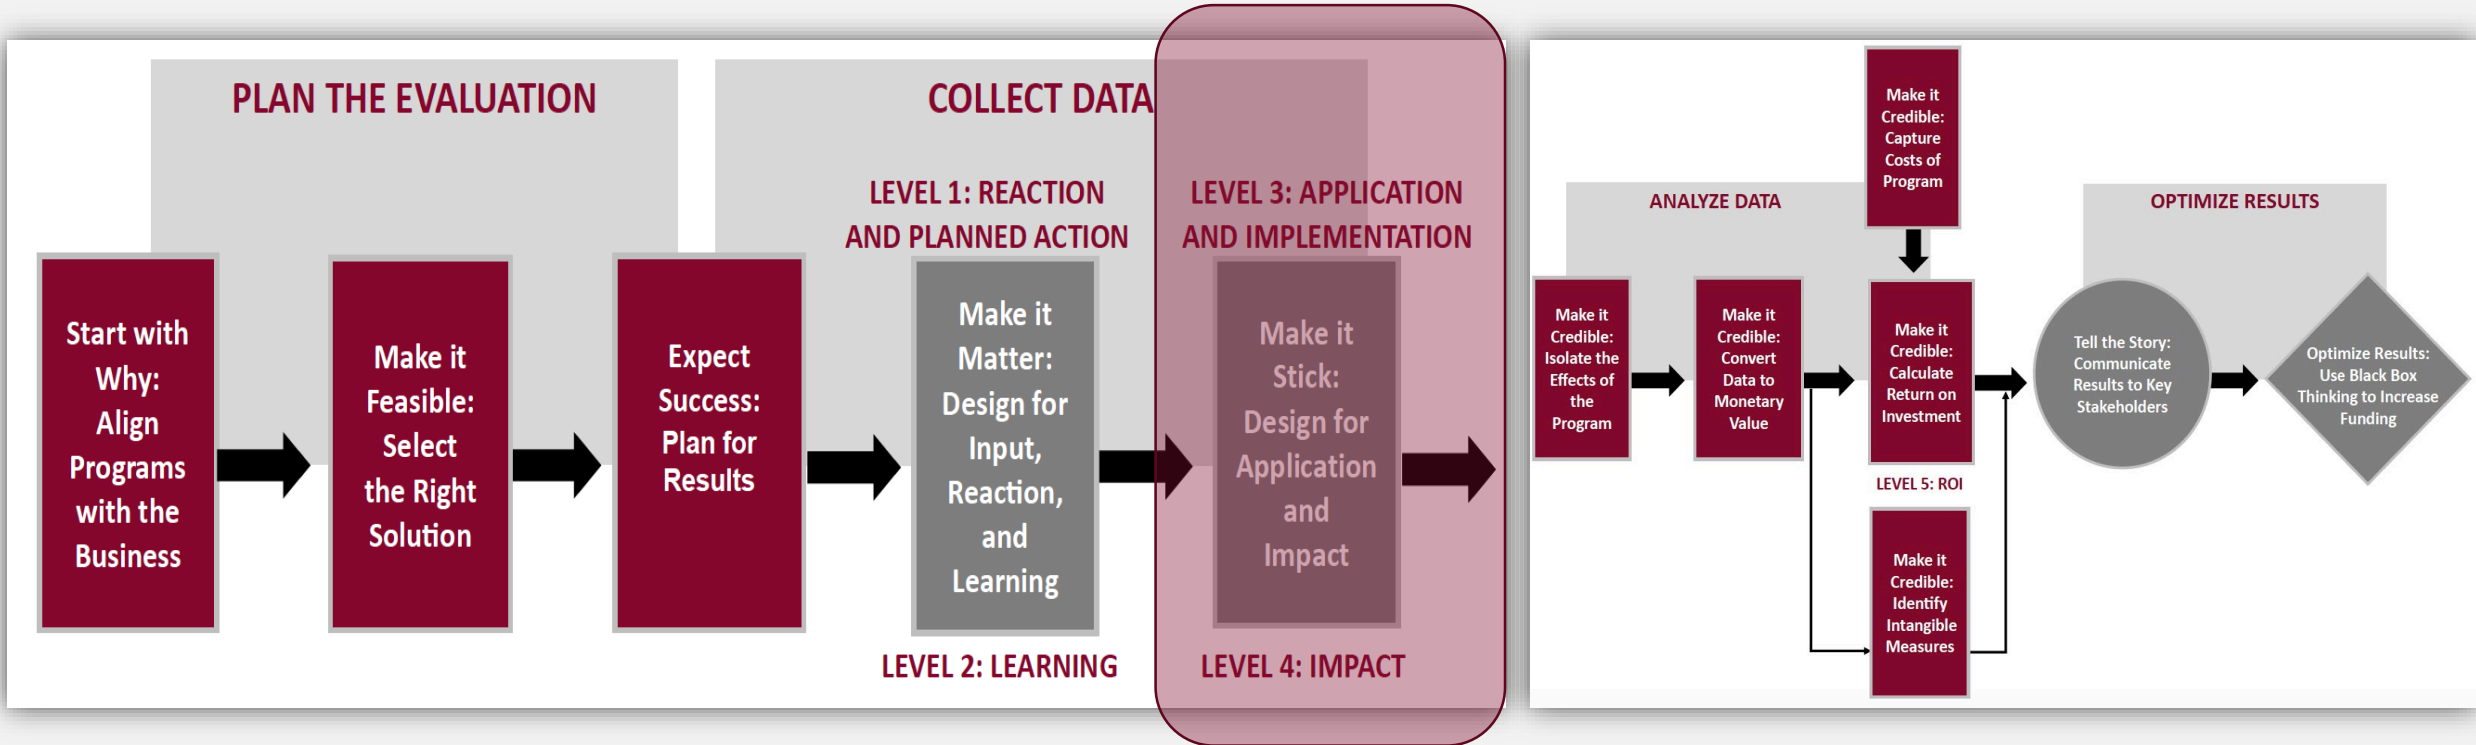 PLAN THE EVALUATION
COLLECT DATA
LEVEL 1: REACTION
AND PLANNED ACTION
LEVEL 3: APPLICATION
AND IMPLEMENTATION
Start with
Why:
Align
Programs
with the
Business
Make it
Feasible:
Select
the Right
Solution
Expect
Success:
Plan for
Results
Make it
Matter:
Design for
Input,
Reaction,
and
Learning
Make it
Stick:
Design for
Application
and
Impact
LEVEL 2: LEARNING
LEVEL 4: IMPACT
Make it
Credible:
Capture
Costs of
Program
ANALYZE DATA
OPTIMIZE RESULTS
Make it
Credible:
Isolate the
Effects of
the
Program
Make it
Credible:
Convert
Data to
Monetary
Value
Make it
Credible:
Calculate
Return on
Investment
LEVEL 5: ROI
Make it
Credible:
Identify
Intangible
Measures
Tell the Story:
Communicate
Results to Key
Stakeholders
Optimize Results:
Use Black Box
Thinking to Increase
Funding